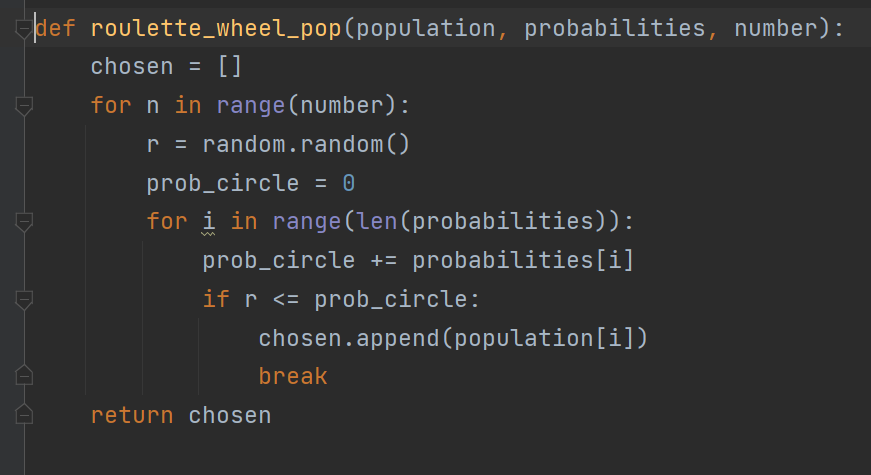 def roulette_wheel_pop(population, probabilities, number):
    chosen = []
    for n in range(number):
        r = random.random()
        prob_circle = 0
        for i in range(len(probabilities)):
            prob_circle += probabilities[i]
            if r <= prob_circle:
                chosen.append(population[i])
                break
    return chosen